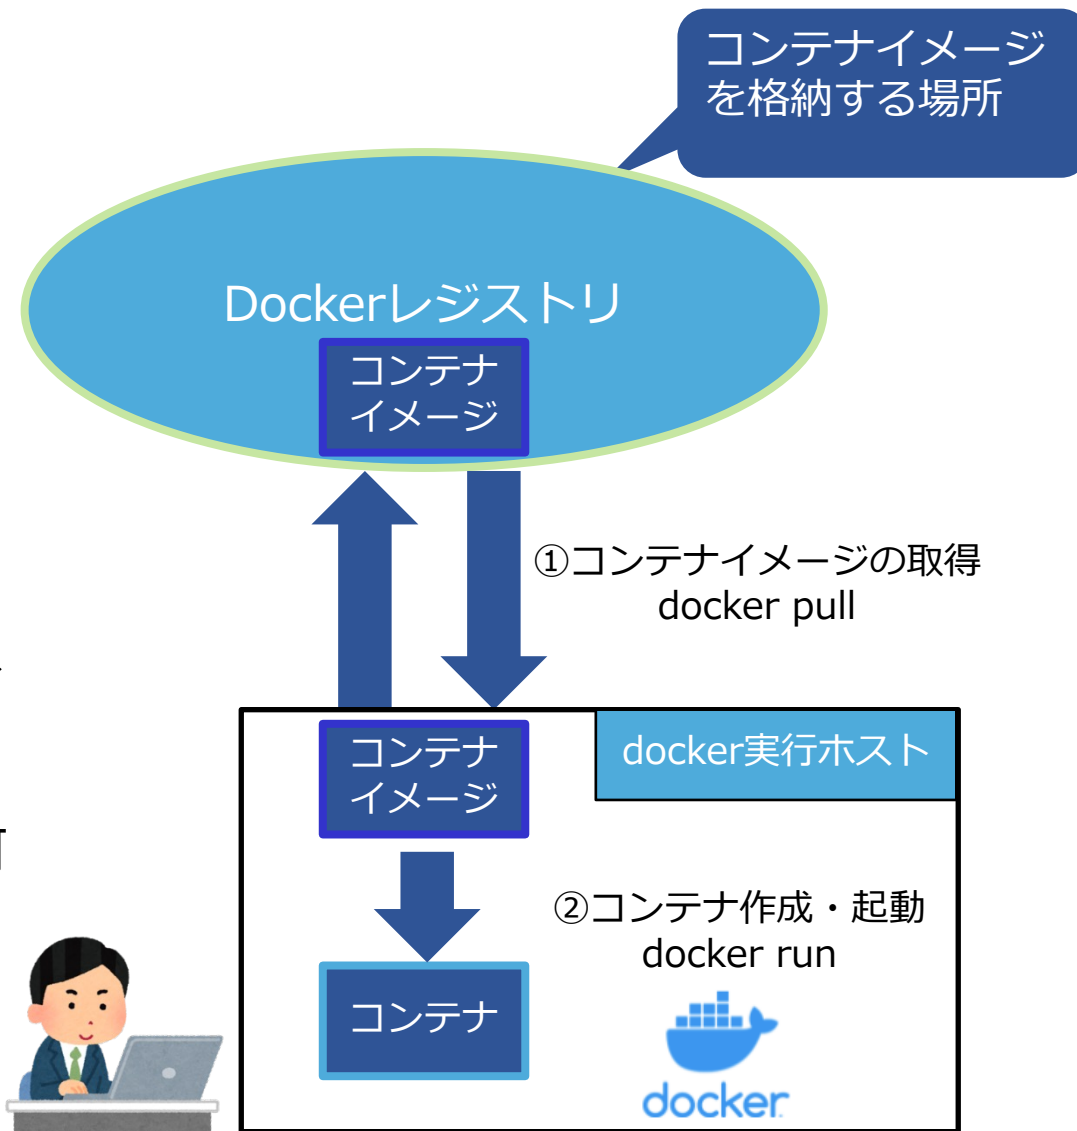 コンテナイメージ
を格納する場所
Dockerレジストリ
コンテナ
イメージ
①コンテナイメージの取得
docker pull
コンテナ
イメージ
docker実行ホスト
②コンテナ作成・起動
docker run
コンテナ
docker